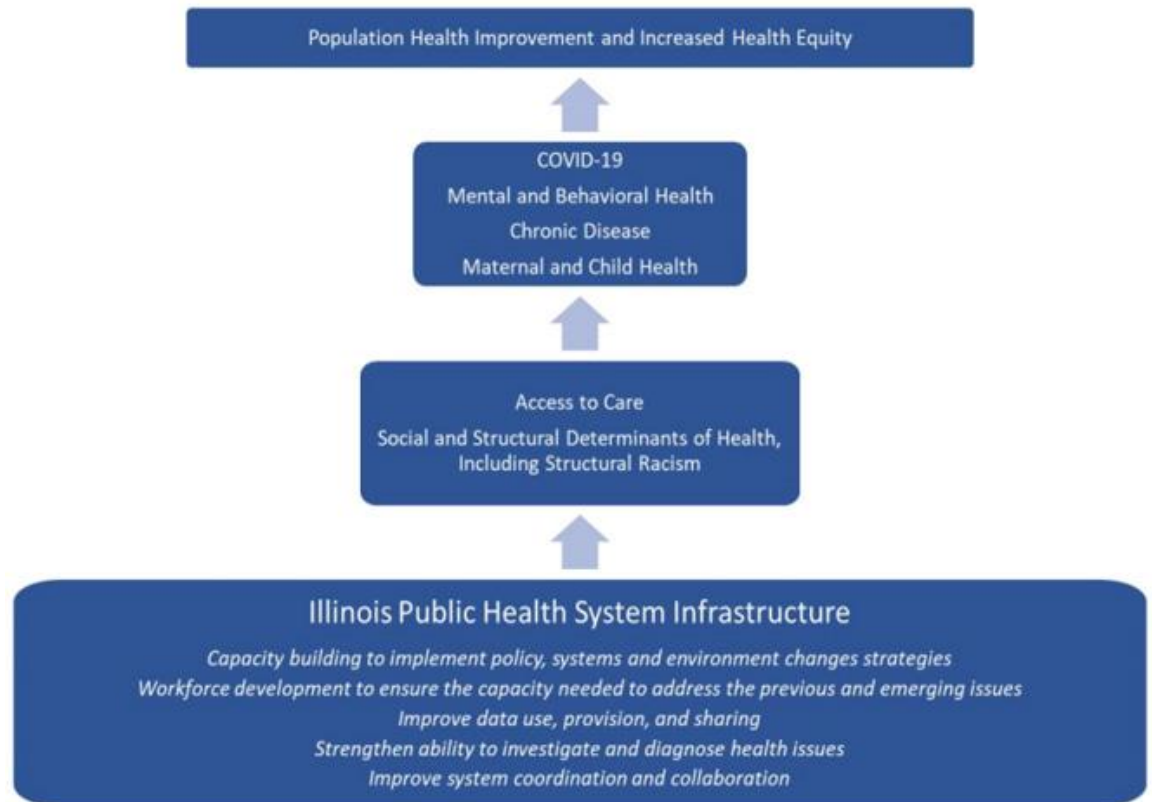 Population Health Improvement and Increased Health Equity
COVID-19
Mental and Behavioral Health
Chronic Disease
Maternal and Child Health
Access to Care
Social and Structural Determinants of Health,
Including Structural Racism
Illinois Public Health System Infrastructure
Capacity building to implement policy, systems and environment changes strategies
Workforce development to ensure the capacity needed to address the previous and emerging issues
Improve data use, provision, and sharing
Strengthen ability to investigate and diagnose health issues
Improve system coordination and collaboration